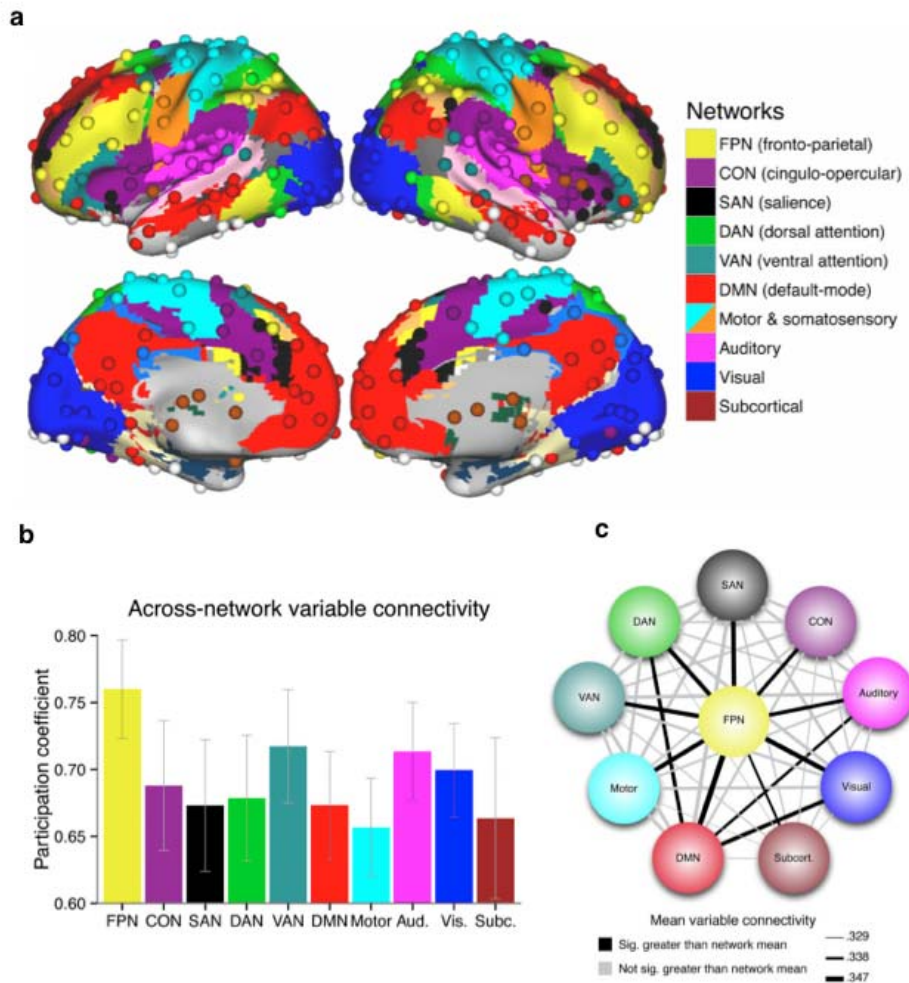 a
Networks
FPN (fronto-parietal)
CON (cingulo-opercular)
SAN (salience)
DAN (dorsal attention)
VAN (ventral attention)
DMN (default-mode)
Motor & somatosensory
Auditory
Visual
Subcortical
b
Across-network variable connectivity
Participation coefficient
0.80
0.75
0.70
0.65
0.60
FPN CON SAN DAN VAN DMN Motor Aud. Vis. Subc.
c
SAN
DAN
CON
VAN
Auditory
FPN
Motor
Visual
DMN
Subcort.
Mean variable connectivity
Sig. greater than network mean
Not sig. greater than network mean
.329
.338
.347